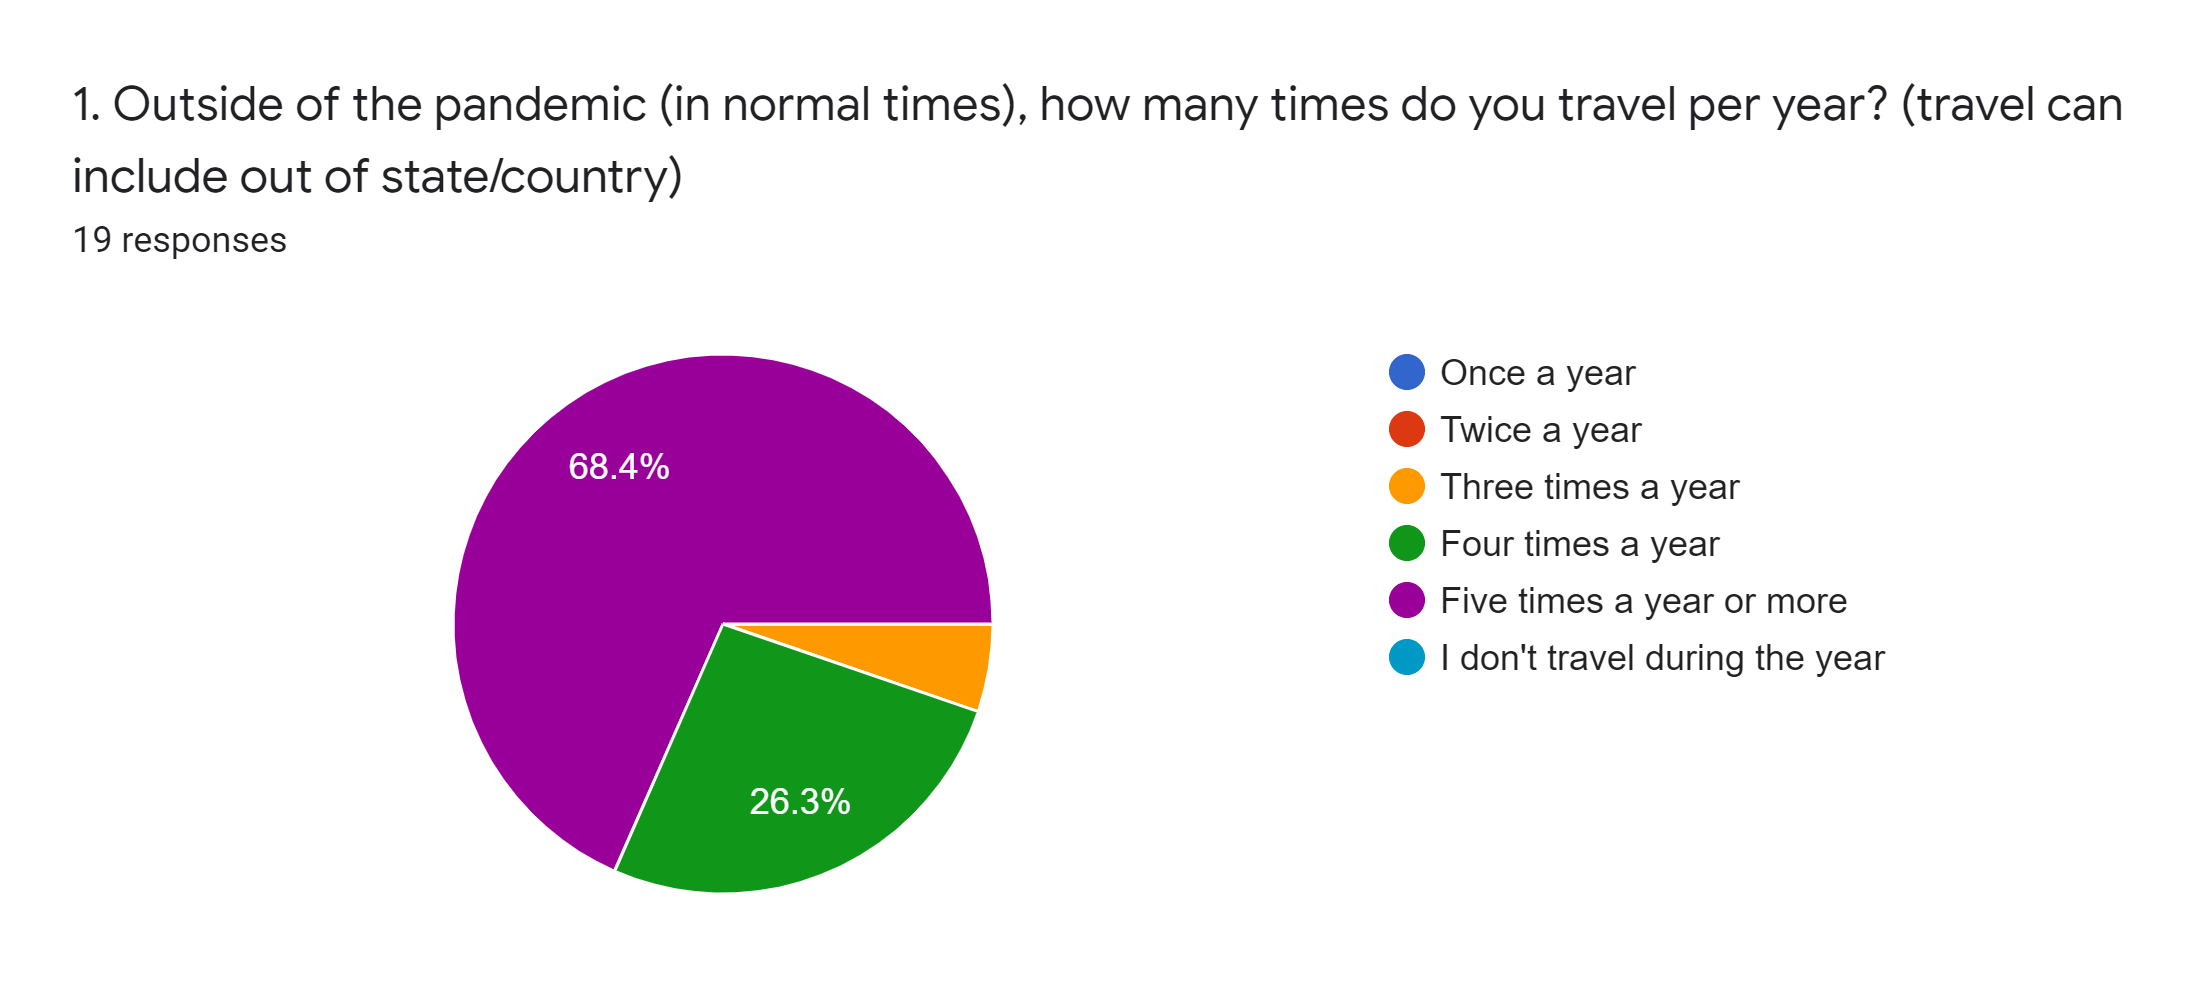 1. Outside of the pandemic (in normal times), how many times do you travel per year? (travel can
include out of state/country)
19 responses
68.4%
26.3%
Once a year
Twice a year
Three times a year
Four times a year
Five times a year or more
I don't travel during the year